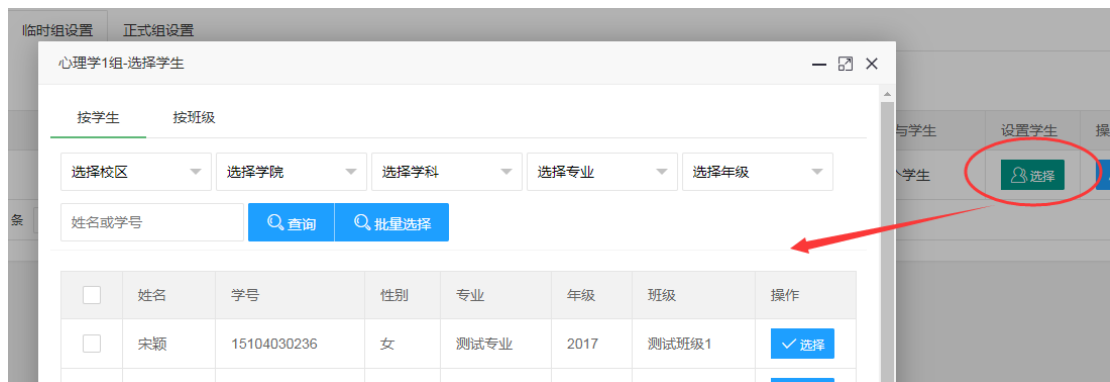 临时组设置 正式组设置
心理学1组-选择学生
按学生 按班级
与学生 设置学生 操
选择校区 选择学院 选择学科 选择专业 选择年级
个学生 选择
条 姓名或学号 查询 批量选择
姓名 学号 性别 专业 年级 班级 操作
宋颖 15104030236 女 测试专业 2017 测试班级1 选择